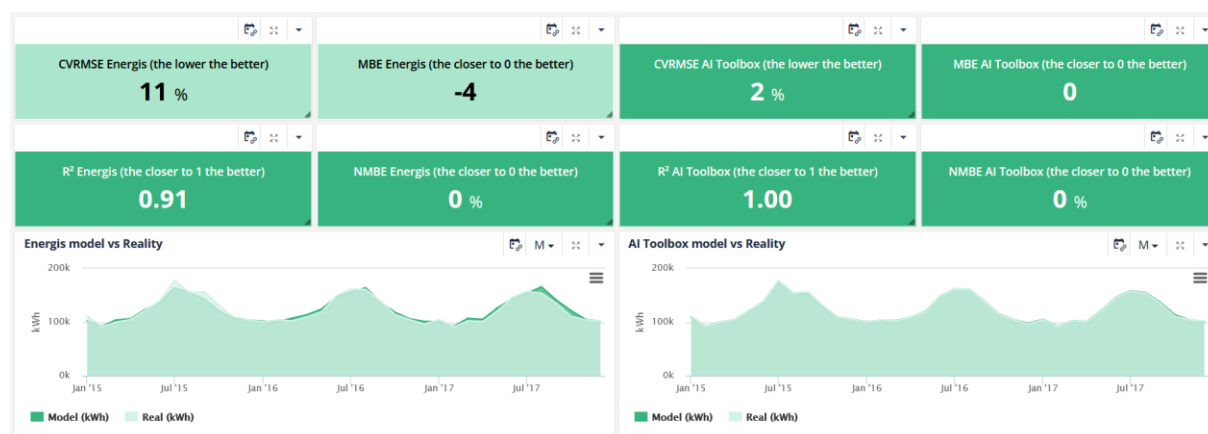 CVRMSE Energis (the lower the better)
11 %
MBE Energis (the closer to 0 the better)
-4
CVRMSE AI Toolbox (the lower the better)
2 %
MBE AI Toolbox (the closer to 0 the better)
0
R² Energis (the closer to 1 the better)
0.91
NMBE Energis (the closer to 0 the better)
0 %
R² AI Toolbox (the closer to 1 the better)
1.00
NMBE AI Toolbox (the closer to 0 the better)
0 %
Energis model vs Reality
M
200k
100k
0k
kWh
Jan '15
Jul '15
Jan '16
Jul '16
Jan '17
Jul '17
Model (kWh)
Real (kWh)
AI Toolbox model vs Reality
M
200k
100k
0k
kWh
Jan '15
Jul '15
Jan '16
Jul '16
Jan '17
Jul '17
Model (kWh)
Real (kWh)